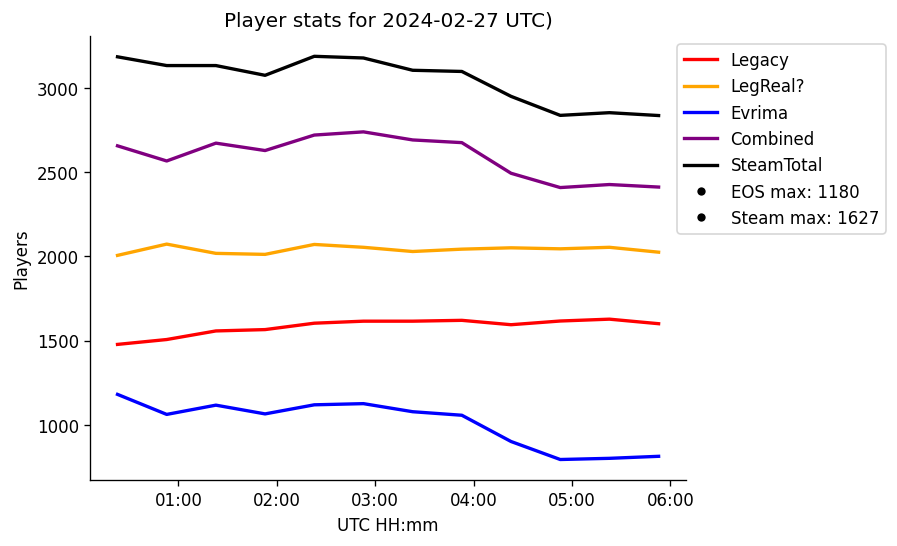 Player stats for 2024-02-27 UTC)
Legacy
LegReal?
Evrima
Combined
SteamTotal
EOS max: 1180
Steam max: 1627
Players
3000
2500
2000
1500
1000
01:00 02:00 03:00 04:00 05:00 06:00
UTC HH:mm